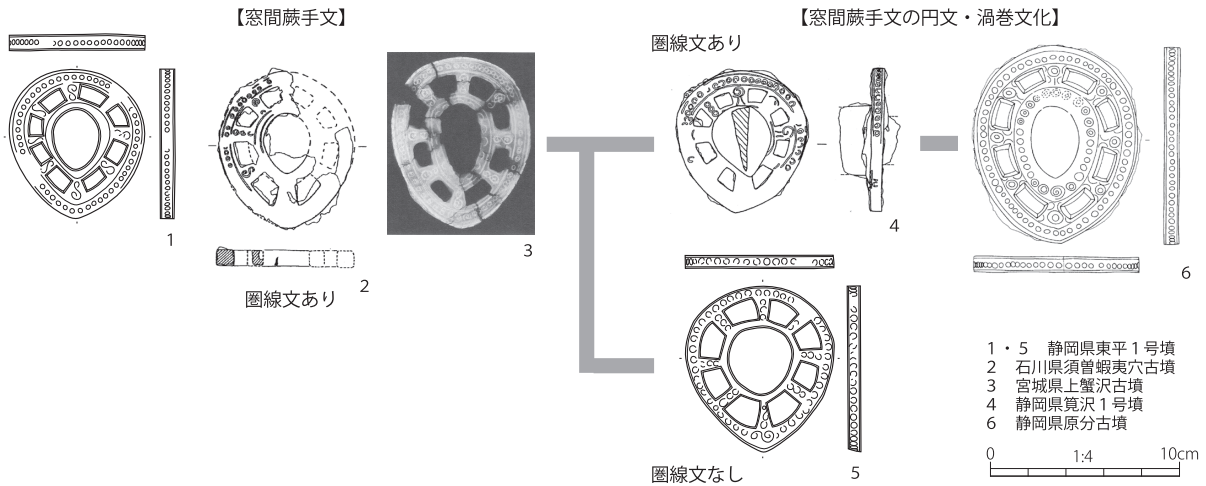 【窓間蕨手文】
1
2
3
圏線文あり
【窓間蕨手文の円文・渦巻文化】
圏線文あり
4
6
5
圏線文なし
1・5 静岡県東平1号墳
2 石川県須曽蝦夷穴古墳
3 宮城県上蟹沢古墳
4 静岡県筧沢1号墳
6 静岡県原分古墳
0 1:4 10cm